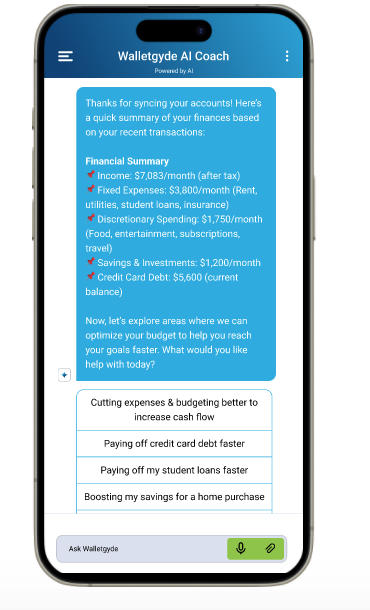 Walletgyde AI Coach
Powered by AI
Thanks for syncing your accounts! Here's
a quick summary of your finances based
on your recent transactions:
Financial Summary
Income: $7,083/month (after tax)
Fixed Expenses: $3,800/month (Rent,
utilities, student loans, insurance)
Discretionary Spending: $1,750/month
(Food, entertainment, subscriptions,
travel)
Savings & Investments: $1,200/month
Credit Card Debt: $5,600 (current
balance)
Now, let's explore areas where we can
optimize your budget to help you reach
your goals faster. What would you like
help with today?
Cutting expenses & budgeting better to
increase cash flow
Paying off credit card debt faster
Paying off my student loans faster
Boosting my savings for a home purchase
Ask Walletgyde